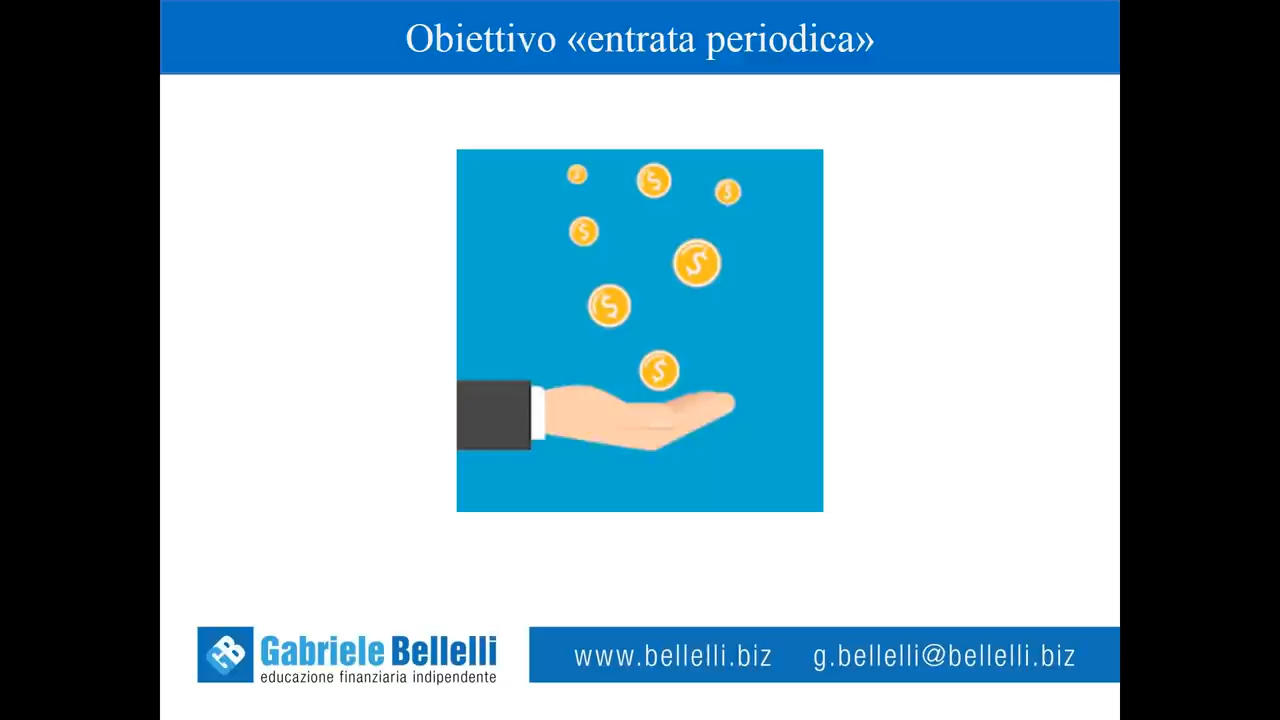 Obiettivo «entrata periodica»
Gabriele Bellelli
educazione finanziaria indipendente
www.bellelli.biz g.bellelli@bellelli.biz